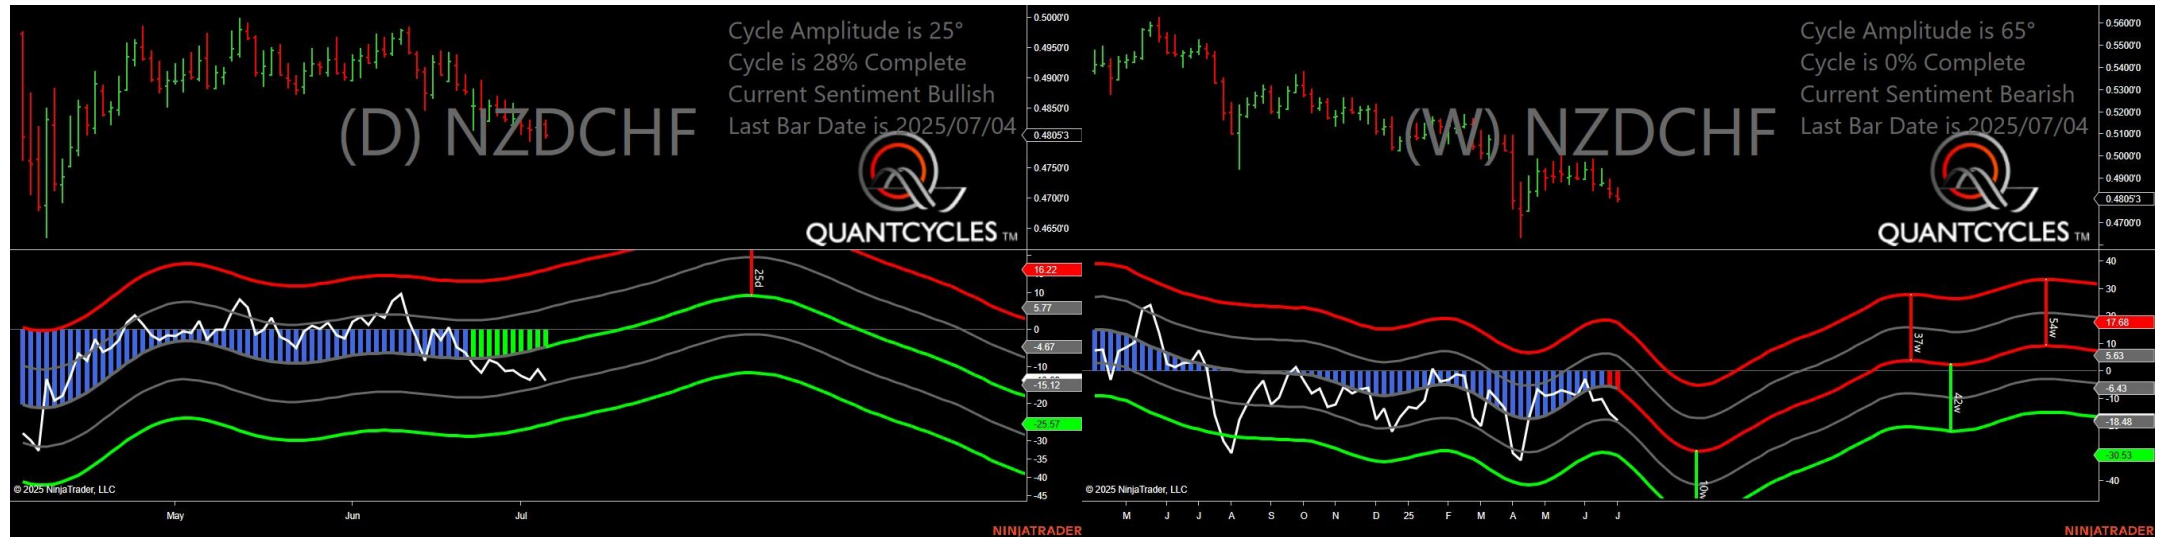 Cycle Amplitude is 25°
Cycle is 28% Complete
Current Sentiment Bullish
Last Bar Date is 2025/07/04
(D) NZDCHF
QUANTCYCLES TM
0.5000'0
0.4950'0
0.4900'0
0.4850'0
0.4805'3
0.4750'0
0.4700'0
0.4650'0
25d
16.22
10
5.77
0
-4.67
-10
-15.12
-20
-25.57
-30
-35
-40
-45
© 2025 NinjaTrader, LLC
May Jun Jul
NINJATRADER
Cycle Amplitude is 65°
Cycle is 0% Complete
Current Sentiment Bearish
Last Bar Date is 2025/07/04
(W) NZDCHF
QUANTCYCLES TM
0.5600'0
0.5500'0
0.5400'0
0.5300'0
0.5200'0
0.5100'0
0.5000'0
0.4900'0
0.4805'3
0.4700'0
10w
37w
42w
54w
40
30
17.68
10
5.63
0
-6.43
-10
-18.48
-30.53
-40
© 2025 NinjaTrader, LLC
M J J A S O N D 25 F M A M J J
NINJATRADER